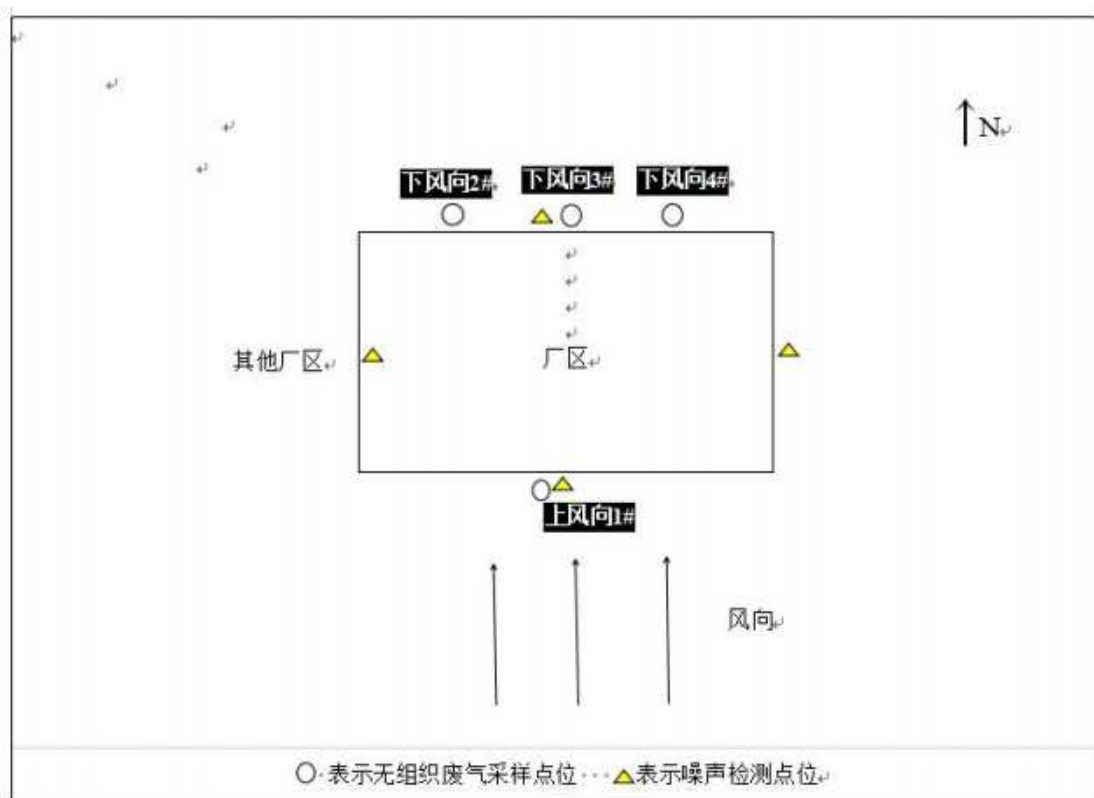 N
下风向2#
下风向3#
下风向4#
其他厂区
厂区
上风向1#
风向
表示无组织废气采样点位
表示噪声检测点位